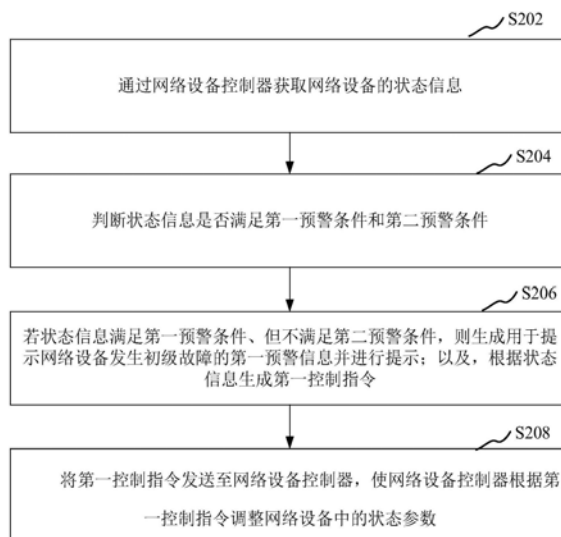 S202
通过网络设备控制器获取网络设备的状态信息
S204
判断状态信息是否满足第一预警条件和第二预警条件
S206
若状态信息满足第一预警条件、但不满足第二预警条件，则生成用于提
示网络设备发生初级故障的第一预警信息并进行提示；以及，根据状态
信息生成第一控制指令
S208
将第一控制指令发送至网络设备控制器，使网络设备控制器根据第
一控制指令调整网络设备中的状态参数